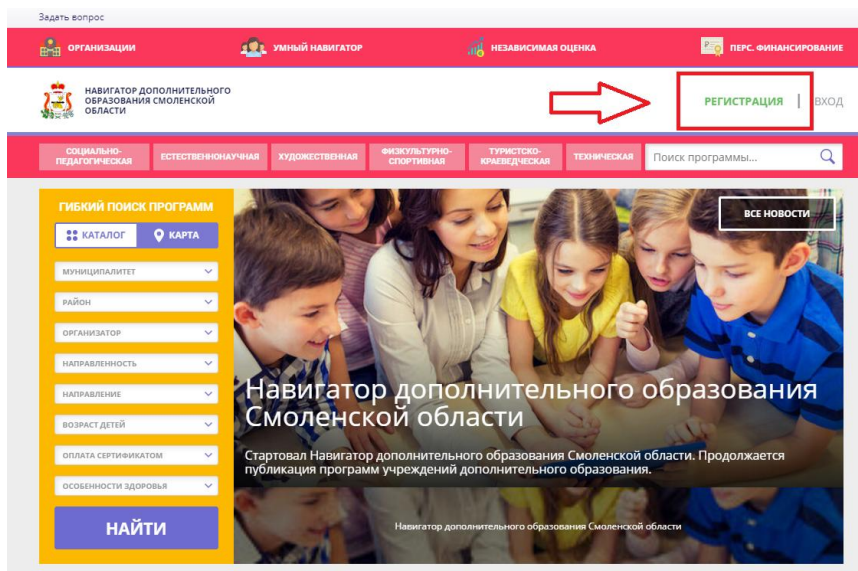 Задать вопрос
ОРГАНИЗАЦИИ
УМНЫЙ НАВИГАТОР
НЕЗАВИСИМАЯ ОЦЕНКА
ПЕРС. ФИНАНСИРОВАНИЕ
НАВИГАТОР ДОПОЛНИТЕЛЬНОГО
ОБРАЗОВАНИЯ СМОЛЕНСКОЙ
ОБЛАСТИ
РЕГИСТРАЦИЯ | ВХОД
СОЦИАЛЬНО-
ПЕДАГОГИЧЕСКАЯ
ЕСТЕСТВЕННОНАУЧНАЯ
ХУДОЖЕСТВЕННАЯ
ФИЗКУЛЬТУРНО-
СПОРТИВНАЯ
ТУРИСТСКО-
КРАЕВЕДЧЕСКАЯ
ТЕХНИЧЕСКАЯ
Поиск программы...
ГИБКИЙ ПОИСК ПРОГРАММ
КАТАЛОГ
КАРТА
МУНИЦИПАЛИТЕТ
РАЙОН
ОРГАНИЗАТОР
НАПРАВЛЕННОСТЬ
НАПРАВЛЕНИЕ
ВОЗРАСТ ДЕТЕЙ
ОПЛАТА СЕРТИФИКАТОМ
ОСОБЕННОСТИ ЗДОРОВЬЯ
НАЙТИ
ВСЕ НОВОСТИ
Навигатор дополнительного образования
Смоленской области
Стартовал Навигатор дополнительного образования Смоленской области. Продолжается
публикация программ учреждений дополнительного образования.
Навигатор дополнительного образования Смоленской области